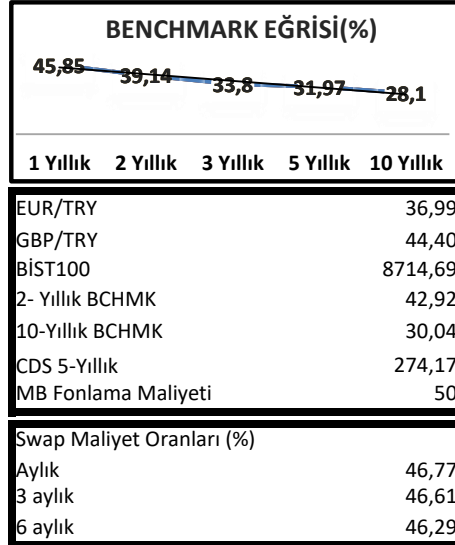 BENCHMARK EĞRİSİ(%)
45,85 39,14 33,8 31,97 28,1
1 Yıllık 2 Yıllık 3 Yıllık 5 Yıllık 10 Yıllık
EUR/TRY 36,99
GBP/TRY 44,40
BİST100 8714,69
2- Yıllık BCHMK 42,92
10-Yıllık BCHMK 30,04
CDS 5-Yıllık 274,17
MB Fonlama Maliyeti 50
Swap Maliyet Oranları (%)
Aylık 46,77
3 aylık 46,61
6 aylık 46,29